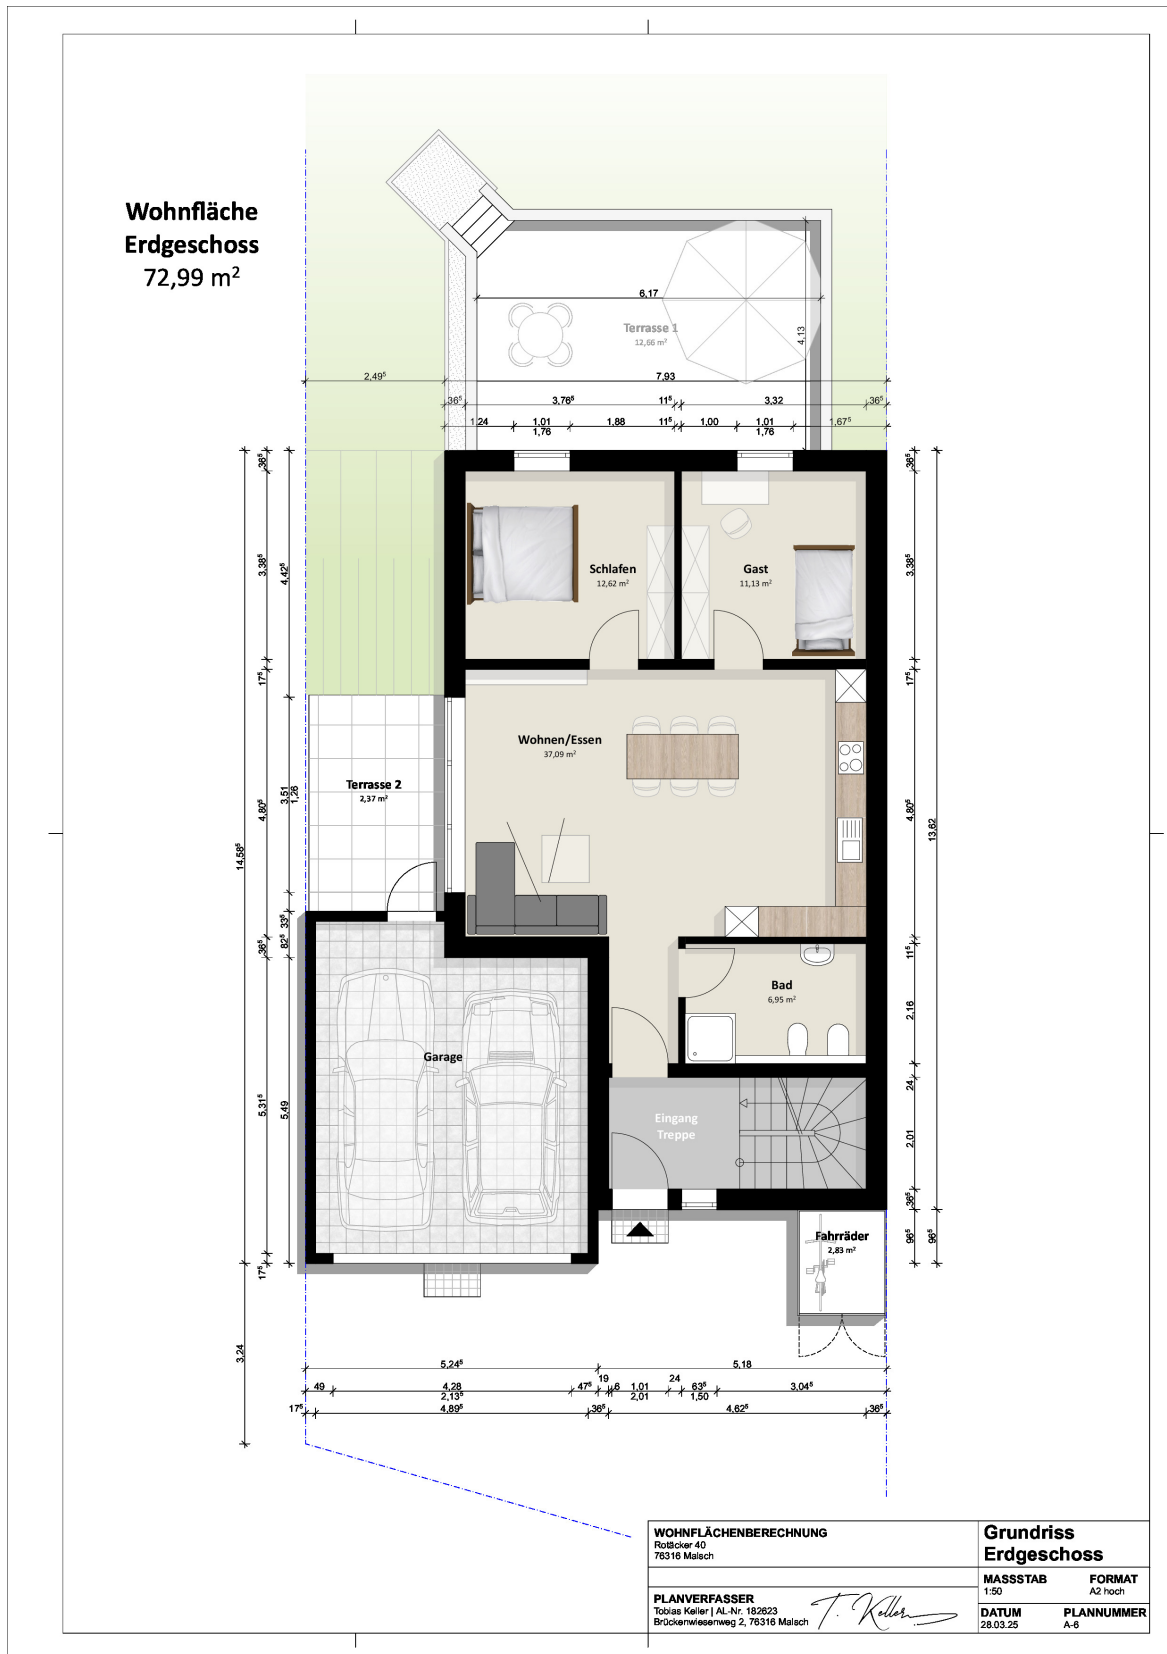 Wohnfläche
Erdgeschoss
72,99 m²
6,17
Terrasse 1
12,66 m²
4,13
2,49⁵
7,93
36⁵
3,76⁵
11⁵
3,32
36⁵
1,24
1,01
1,76
1,88
11⁵
1,00
1,01
1,76
1,67⁵
36⁵
3,38⁵
4,42⁵
17⁵
Schlafen
12,62 m²
Gast
11,13 m²
36⁵
3,38⁵
17⁵
Wohnen/Essen
37,09 m²
Terrasse 2
2,37 m²
14,58⁵
4,80⁵
3,51
1,26
4,80⁵
13,62
36⁵
82⁵
33⁵
11⁵
Bad
6,95 m²
2,16
Garage
5,31⁵
5,49
24
Eingang
Treppe
2,01
36⁵
96⁵
96⁵
Fahrräder
2,83 m²
17⁵
3,24
5,24⁵
5,18
49
4,28
2,13⁵
47⁵
19
6
1,01
2,01
24
63⁵
1,50
3,04⁵
17⁵
4,89⁵
36⁵
4,62⁵
36⁵
WOHNFLÄCHENBERECHNUNG
Rotäcker 40
76316 Malsch
Grundriss
Erdgeschoss
MASSSTAB
1:50
FORMAT
A2 hoch
PLANVERFASSER
Tobias Keller | AL-Nr. 182623
Brückenwiesenweg 2, 76316 Malsch
T. Keller
DATUM
28.03.25
PLANNUMMER
A-6